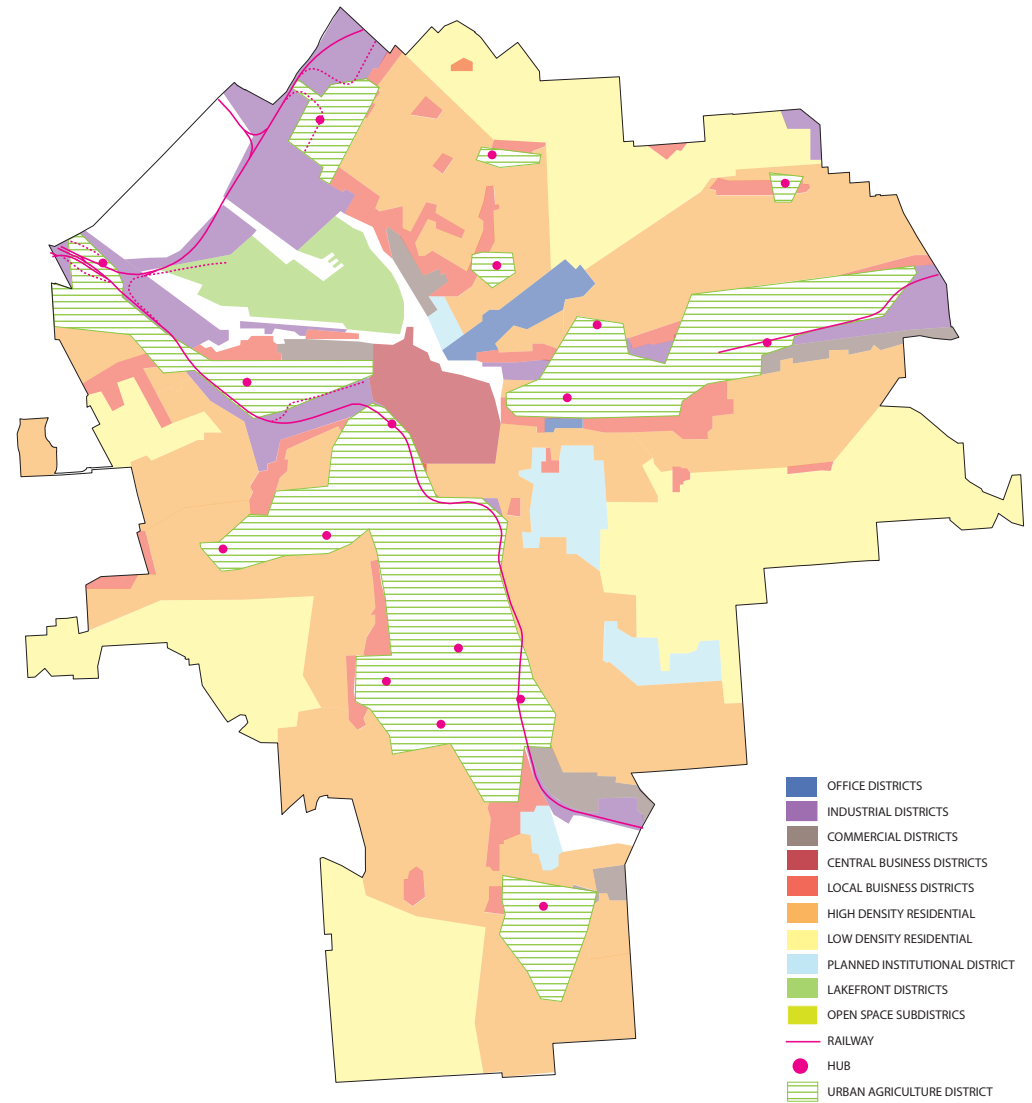 OFFICE DISTRICTS
INDUSTRIAL DISTRICTS
COMMERCIAL DISTRICTS
CENTRAL BUSINESS DISTRICTS
LOCAL BUISNESS DISTRICTS
HIGH DENSITY RESIDENTIAL
LOW DENSITY RESIDENTIAL
PLANNED INSTITUTIONAL DISTRICT
LAKEFRONT DISTRICTS
OPEN SPACE SUBDISTRICS
RAILWAY
HUB
URBAN AGRICULTURE DISTRICT